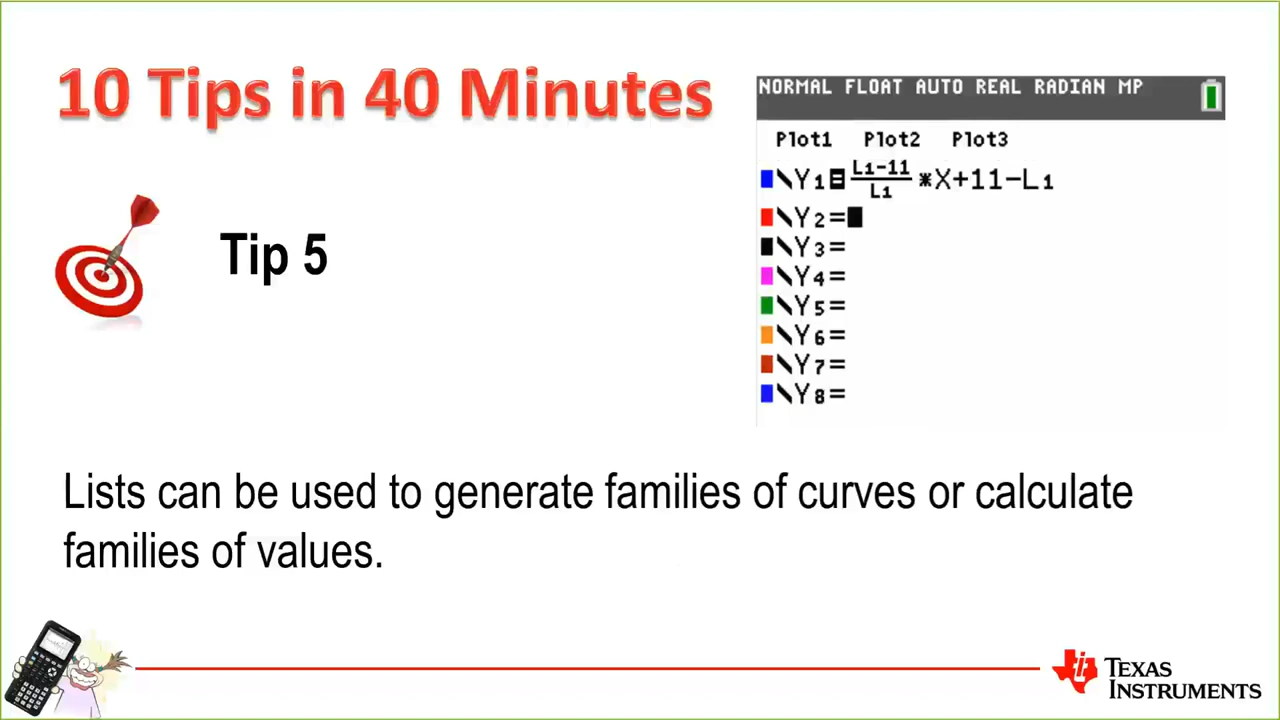 10 Tips in 40 Minutes
NORMAL FLOAT AUTO REAL RADIAN MP
Plot1 Plot2 Plot3
\Y1=(L1-11)/L1*X+11-L1
\Y2=
\Y3=
\Y4=
\Y5=
\Y6=
\Y7=
\Y8=
Tip 5
Lists can be used to generate families of curves or calculate
families of values.
TEXAS
INSTRUMENTS